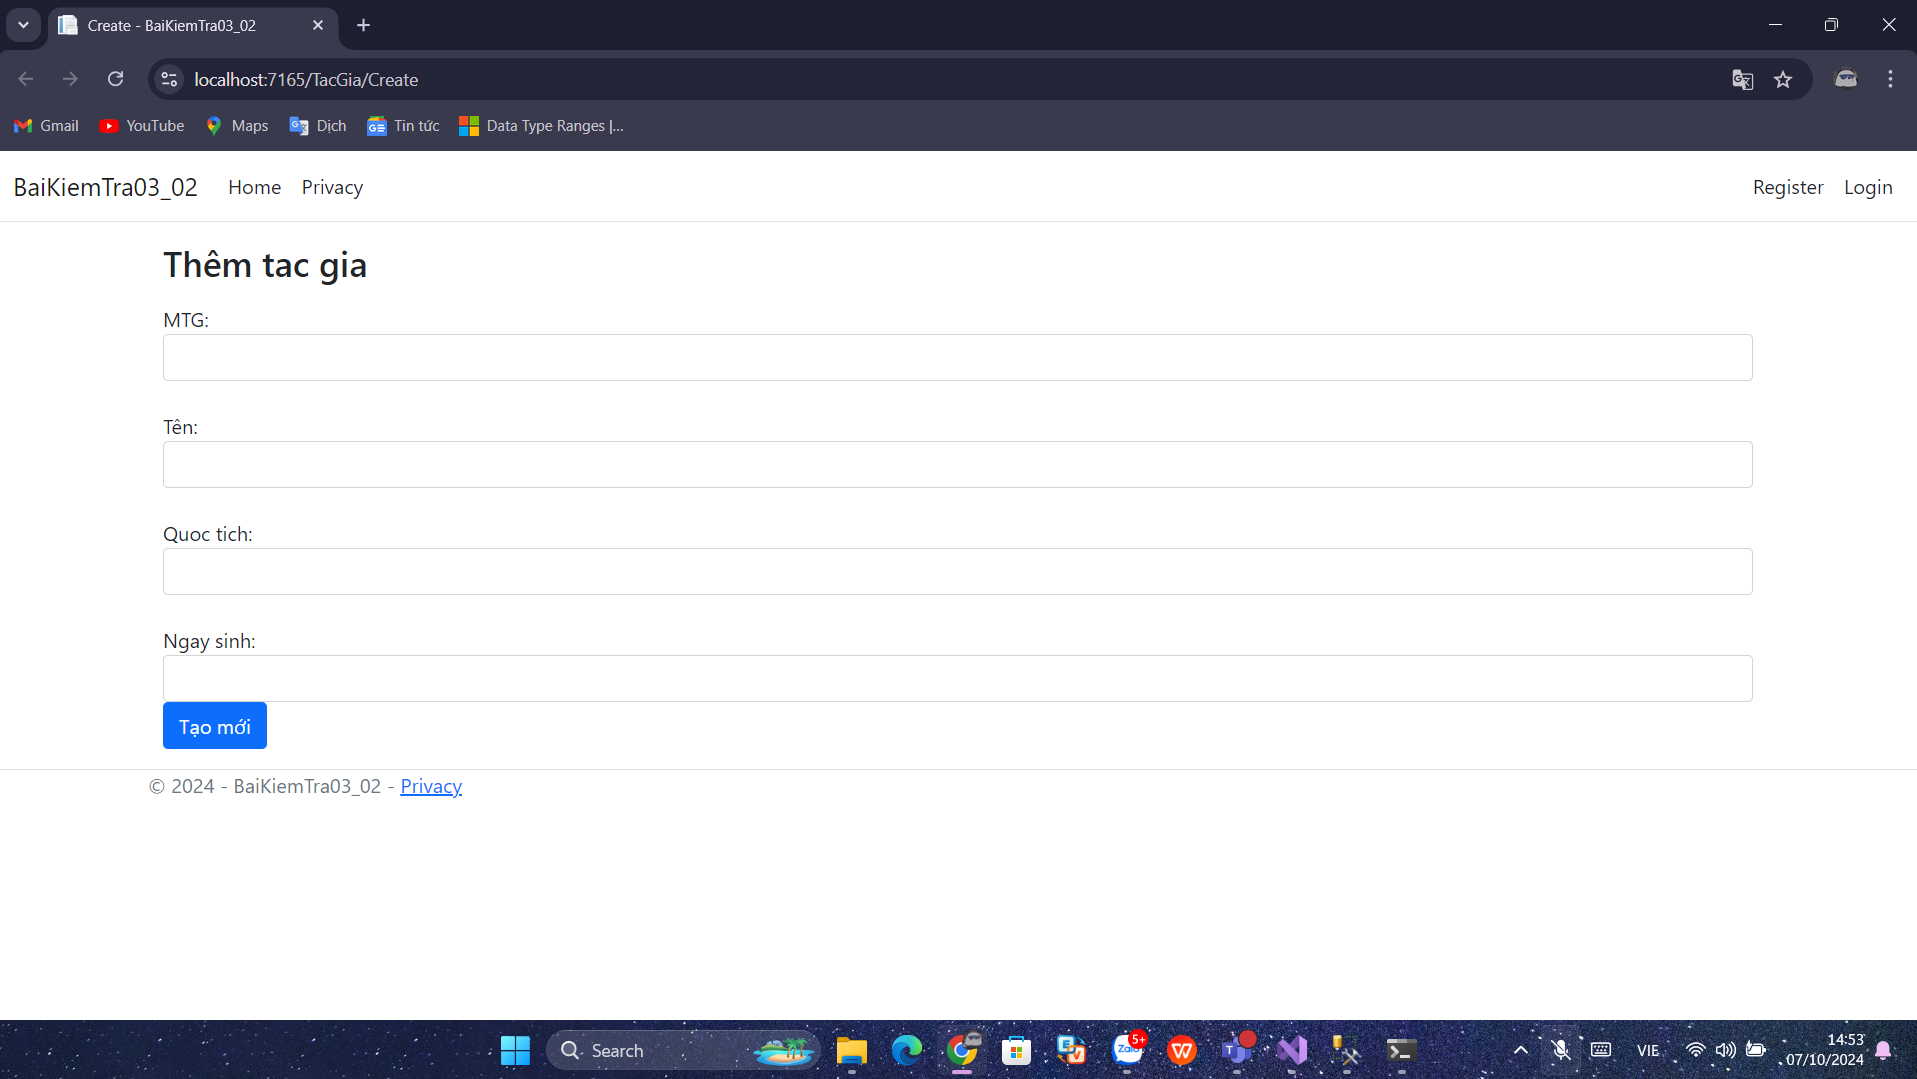 Create - BaiKiemTra03_02
localhost:7165/TacGia/Create
Gmail YouTube Maps Dịch Tin tức Data Type Ranges |...
BaiKiemTra03_02 Home Privacy Register Login
Thêm tac gia
MTG:
Tên:
Quoc tich:
Ngay sinh:
Tạo mới
© 2024 - BaiKiemTra03_02 - Privacy
Search
Zalo
5+
VIE
14:53
07/10/2024